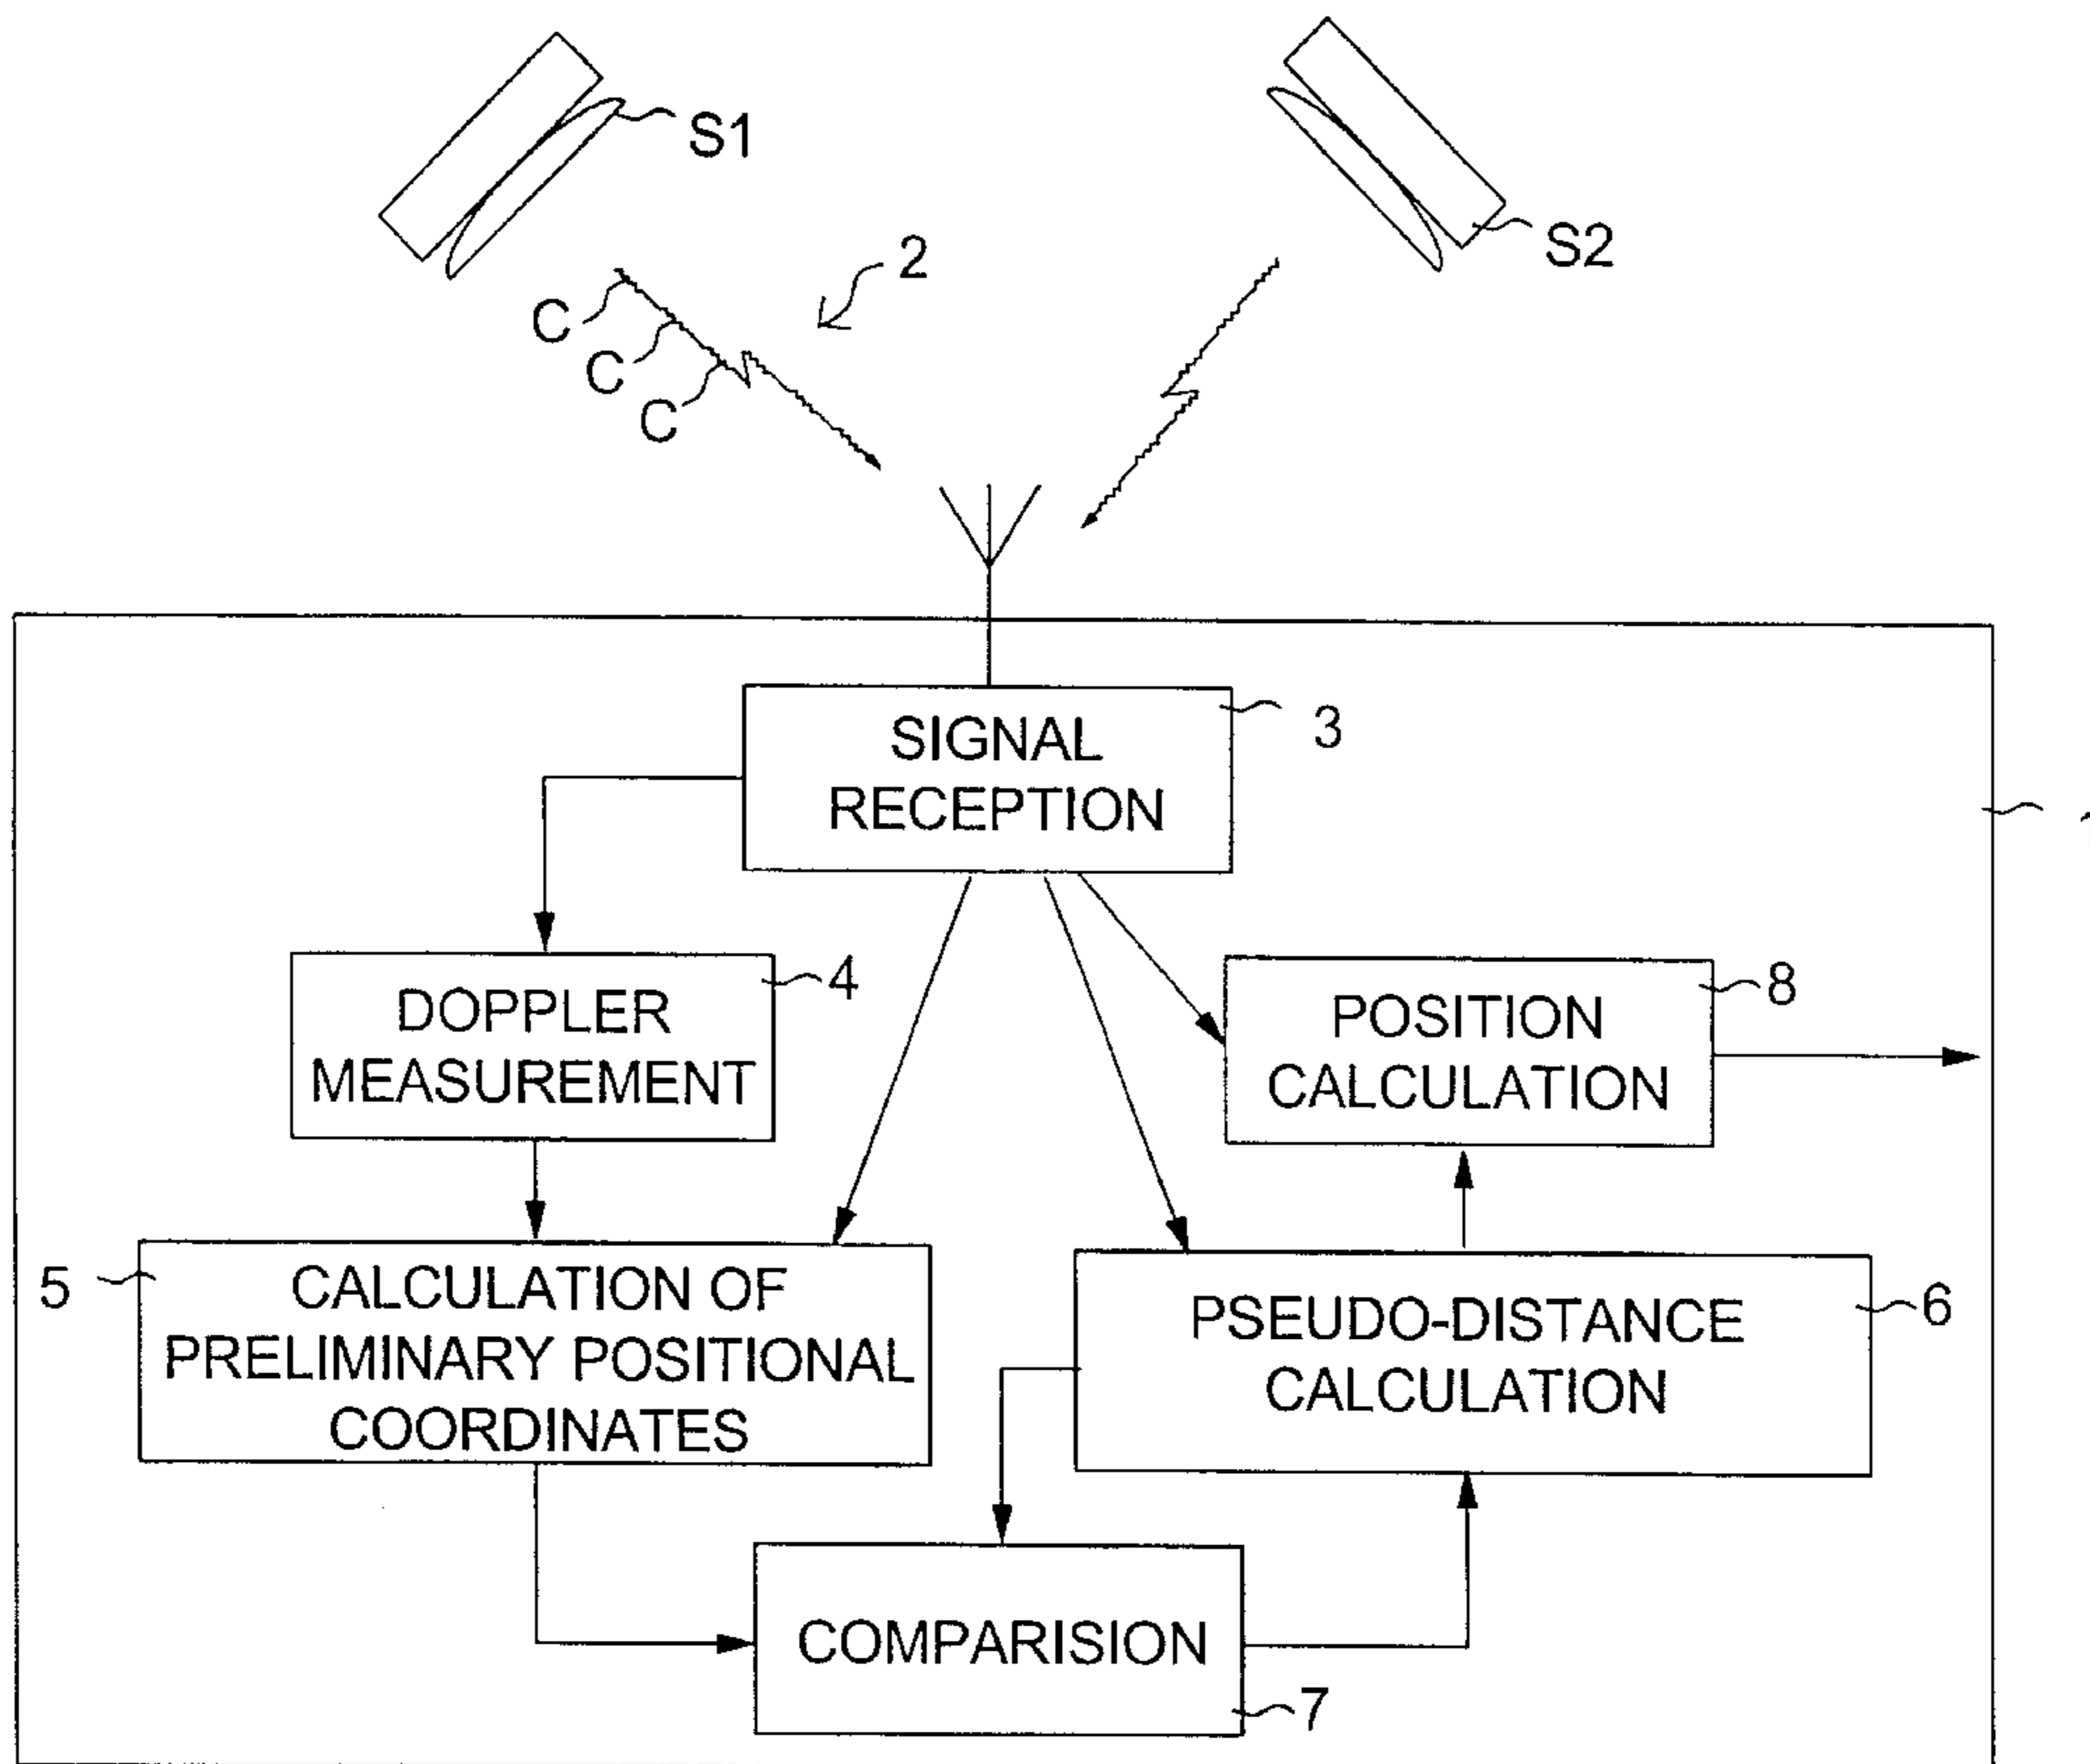 S1
S2
2
C
C
C
SIGNAL
RECEPTION
3
DOPPLER
MEASUREMENT
4
POSITION
CALCULATION
8
5
CALCULATION OF
PRELIMINARY POSITIONAL
COORDINATES
PSEUDO-DISTANCE
CALCULATION
6
COMPARISION
7